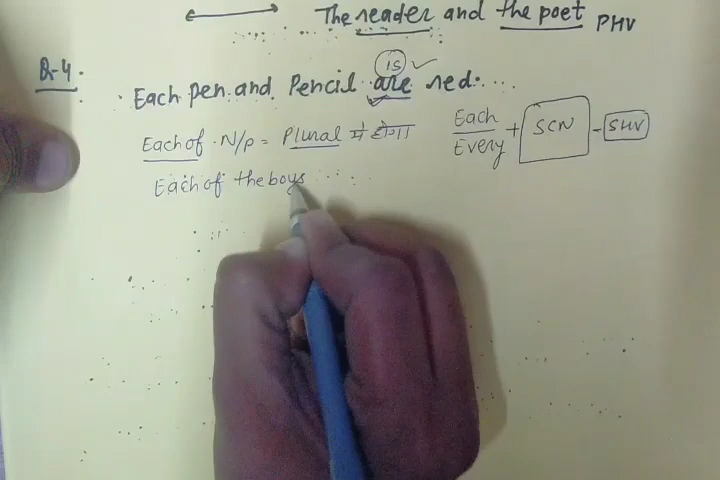 The reader and the poet PHV
Q-4.
is ✓
Each pen and Pencil are red.
Each of N/P = Plural में होगा
Each
Every + SCN - SHV
Each of the boys